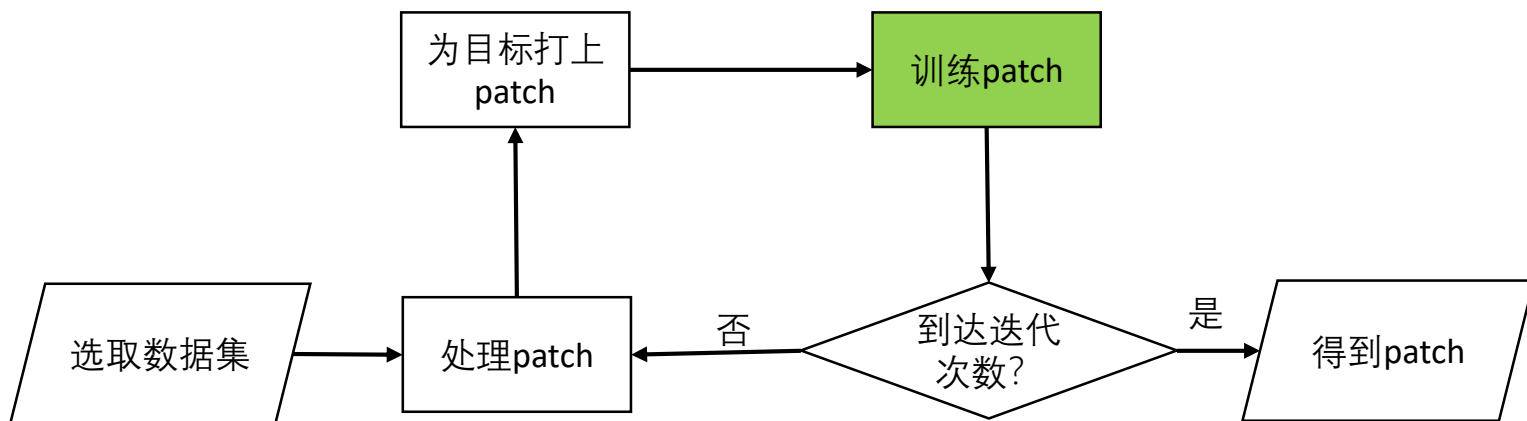 为目标打上
patch
训练patch
选取数据集
处理patch
否
到达迭代
次数?
是
得到patch